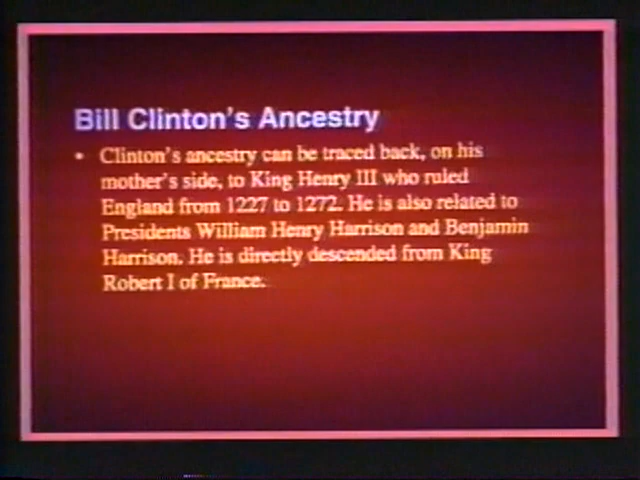 Bill Clinton's Ancestry
• Clinton's ancestry can be traced back, on his
mother's side, to King Henry III who ruled
England from 1227 to 1272. He is also related to
Presidents William Henry Harrison and Benjamin
Harrison. He is directly descended from King
Robert I of France.